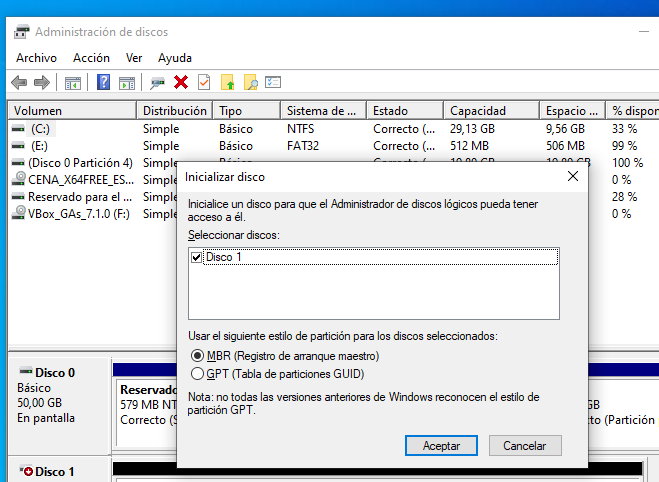 Administración de discos
Archivo Acción Ver Ayuda
Volumen Distribución Tipo Sistema de ... Estado Capacidad Espacio ... % dispon
(C:) Simple Básico NTFS Correcto (... 29,13 GB 9,56 GB 33 %
(E:) Simple Básico FAT32 Correcto (... 512 MB 506 MB 99 %
(Disco 0 Partición 4) Simple Básico 100 %
CENA_X64FREE_ES... Simple 0 %
Reservado para el ... Simple 28 %
VBox_GAs_7.1.0 (F:) Simple 0 %
Inicializar disco
Inicialice un disco para que el Administrador de discos lógicos pueda tener
acceso a él.
Seleccionar discos:
Disco 1
Usar el siguiente estilo de partición para los discos seleccionados:
MBR (Registro de arranque maestro)
GPT (Tabla de particiones GUID)
Nota: no todas las versiones anteriores de Windows reconocen el estilo de
partición GPT.
Aceptar Cancelar
Disco 0
Básico
50,00 GB
En pantalla
Reservado
579 MB NT
Correcto (S
GB
to (Partición
Disco 1